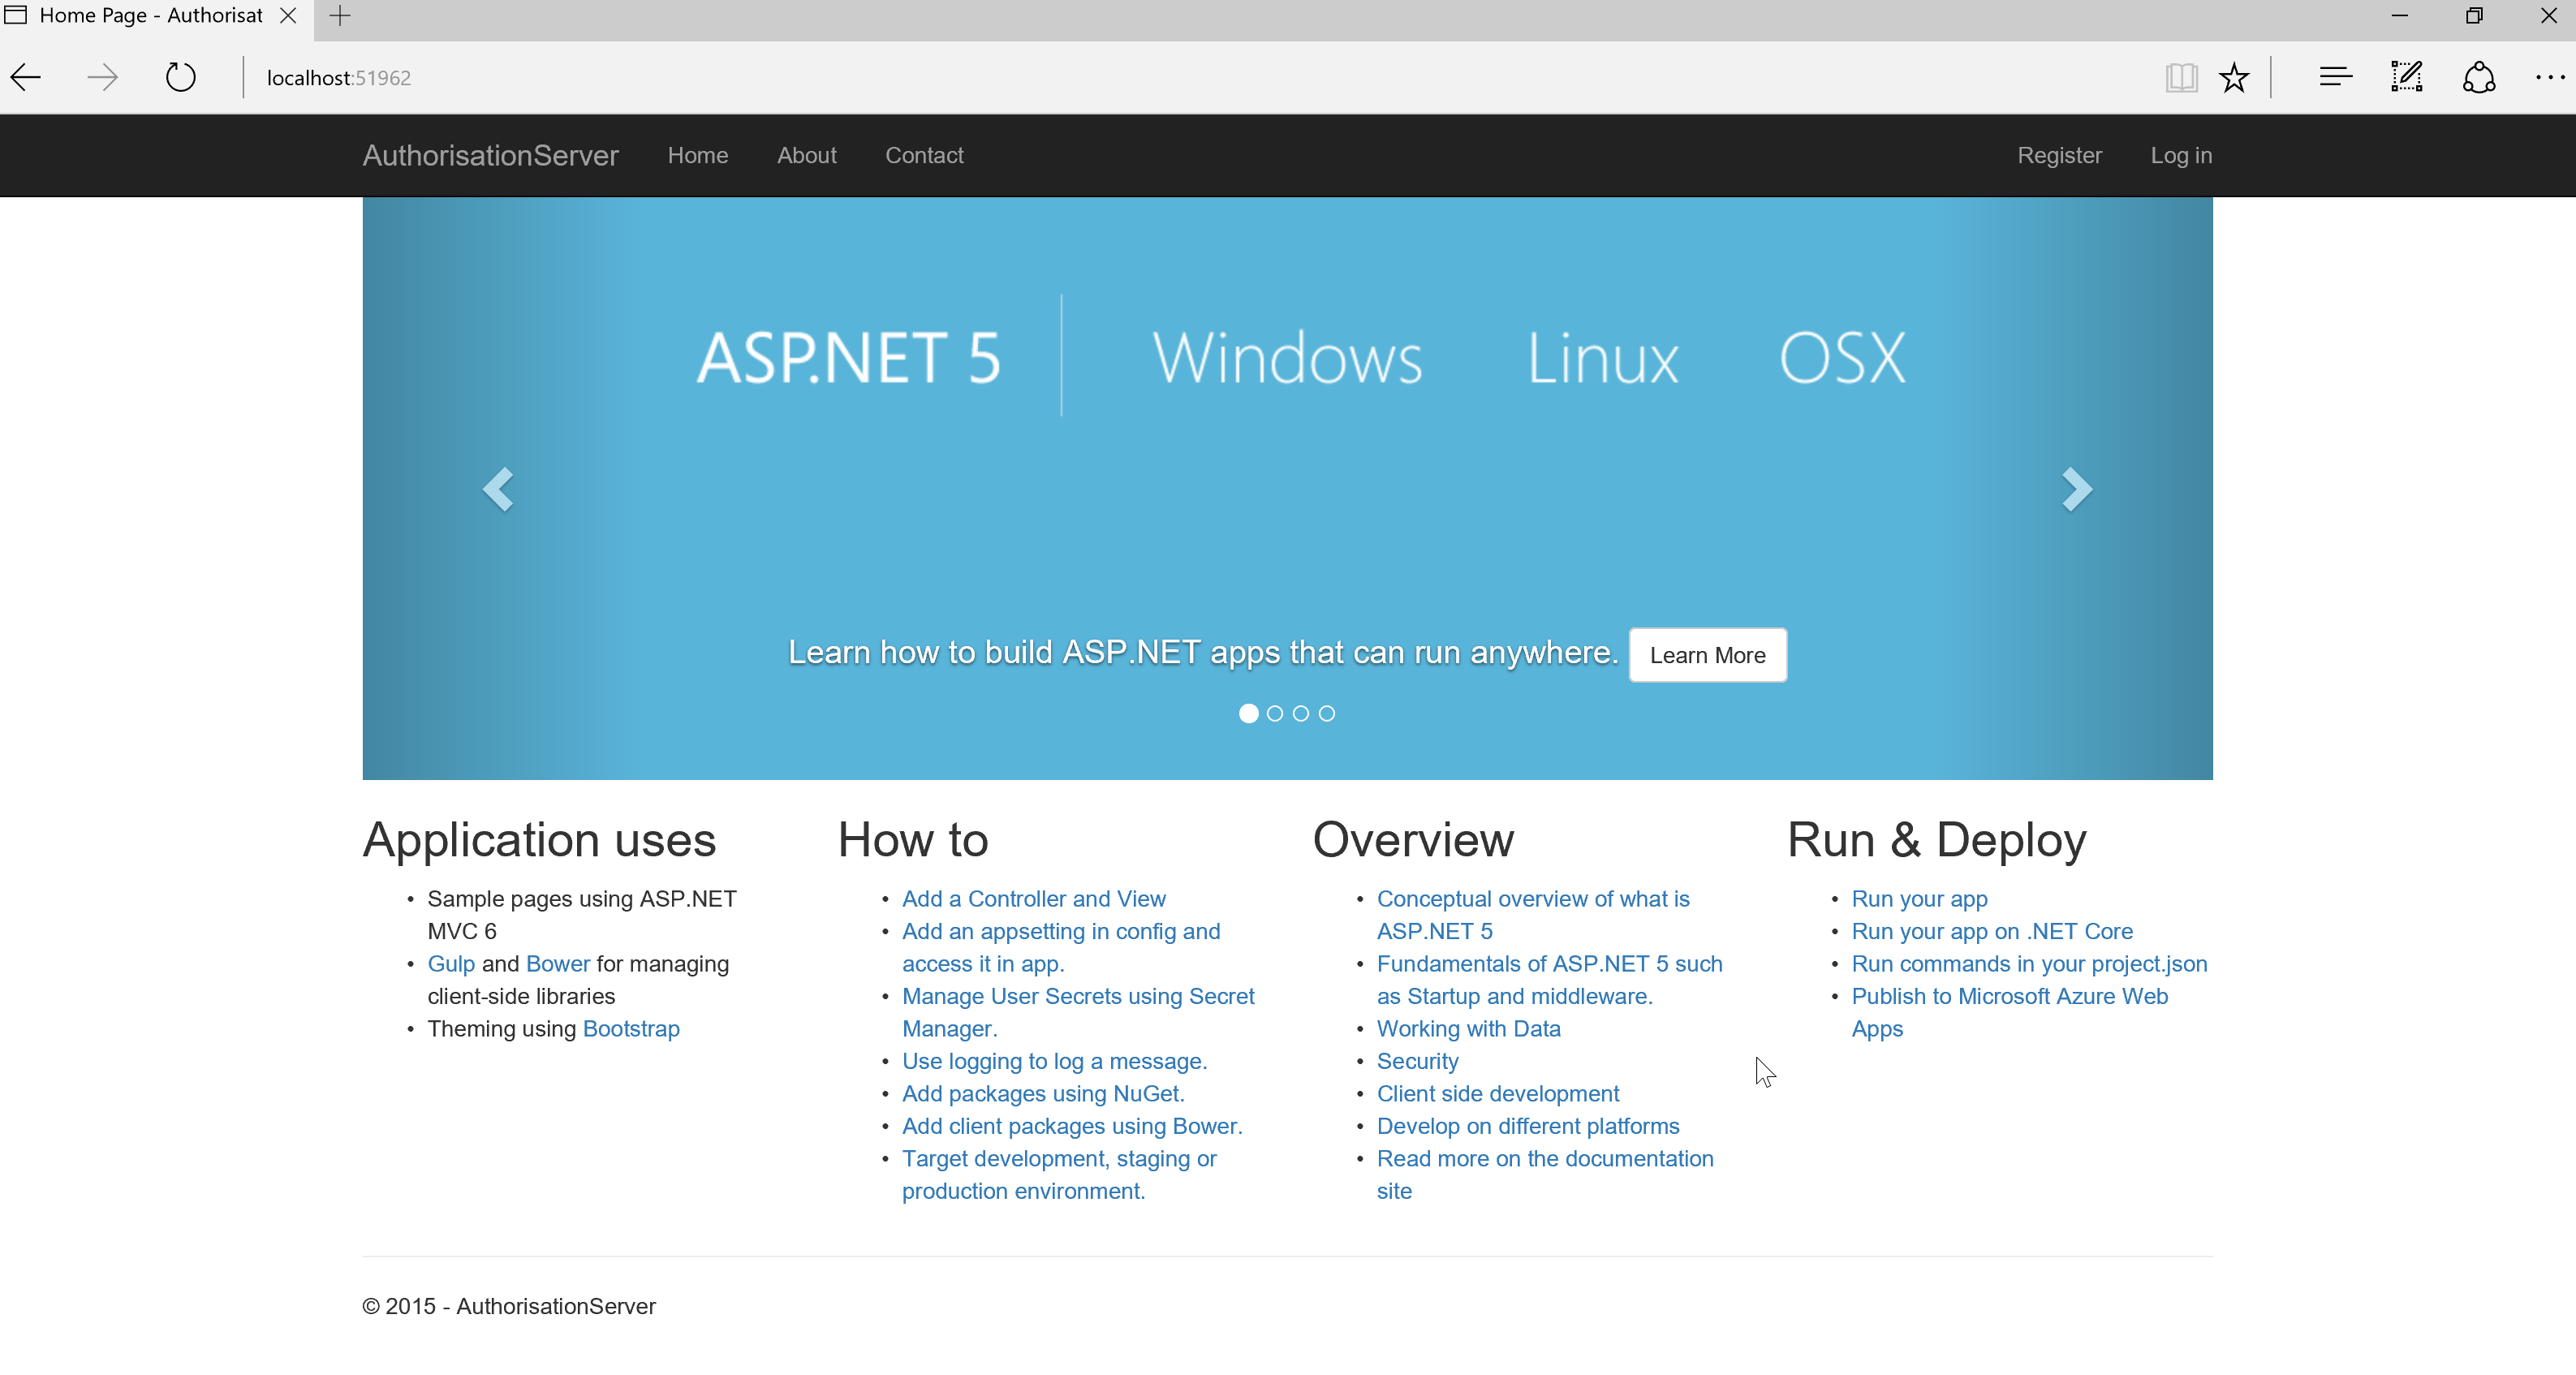 Home Page - Authorisat
localhost:51962
AuthorisationServer Home About Contact Register Log in
ASP.NET 5 Windows Linux OSX
Learn how to build ASP.NET apps that can run anywhere. Learn More
Application uses
• Sample pages using ASP.NET
MVC 6
• Gulp and Bower for managing
client-side libraries
• Theming using Bootstrap
How to
• Add a Controller and View
• Add an appsetting in config and
access it in app.
• Manage User Secrets using Secret
Manager.
• Use logging to log a message.
• Add packages using NuGet.
• Add client packages using Bower.
• Target development, staging or
production environment.
Overview
• Conceptual overview of what is
ASP.NET 5
• Fundamentals of ASP.NET 5 such
as Startup and middleware.
• Working with Data
• Security
• Client side development
• Develop on different platforms
• Read more on the documentation
site
Run & Deploy
• Run your app
• Run your app on .NET Core
• Run commands in your project.json
• Publish to Microsoft Azure Web
Apps
© 2015 - AuthorisationServer